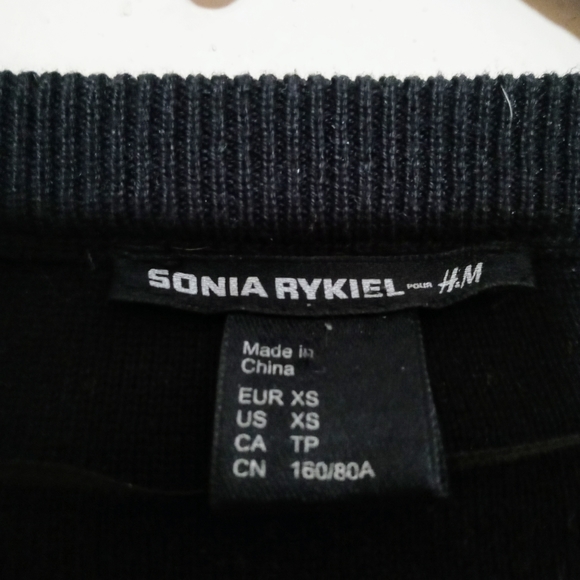 SONIA RYKIEL POUR H&M
Made in
China
EUR XS
US XS
CA TP
CN 160/80A